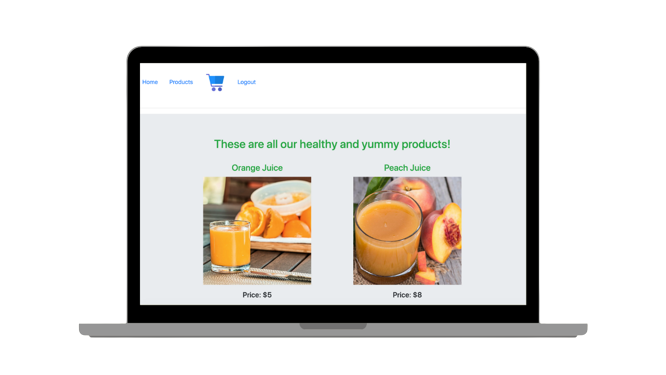 Home Products Logout
These are all our healthy and yummy products!
Orange Juice Peach Juice
Price: $5 Price: $8